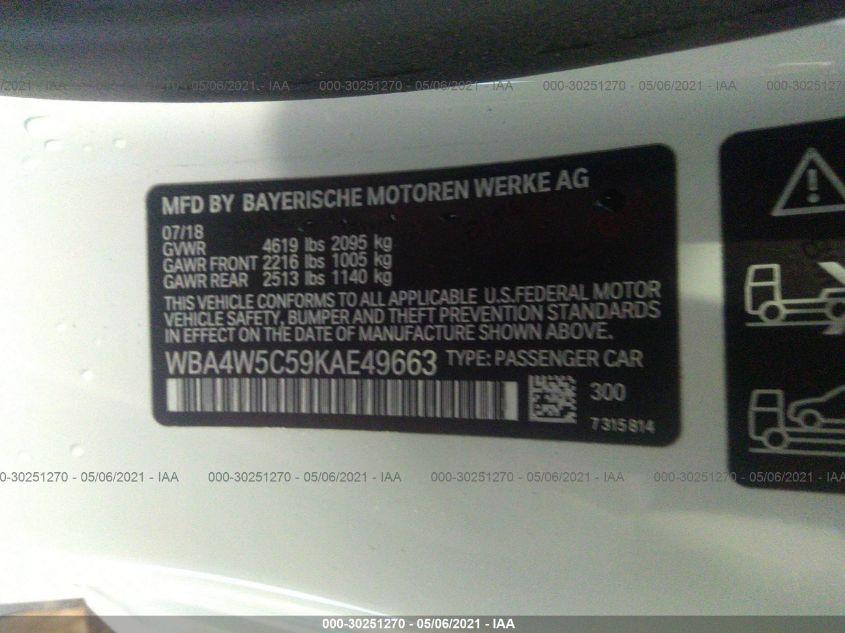 /2021 - IAA 000-30251270 - 05/06/2021 - IAA 000-30251270 - 05/06/2021 - IAA 000-30251270 - 05/06/2021 - IAA 000-30251270
MFD BY BAYERISCHE MOTOREN WERKE AG
07/18
GVWR 4619 lbs 2095 kg
GAWR FRONT 2216 lbs 1005 kg
GAWR REAR 2513 lbs 1140 kg
THIS VEHICLE CONFORMS TO ALL APPLICABLE U.S.FEDERAL MOTOR
VEHICLE SAFETY, BUMPER AND THEFT PREVENTION STANDARDS
IN EFFECT ON THE DATE OF MANUFACTURE SHOWN ABOVE.
WBA4W5C59KAE49663 TYPE: PASSENGER CAR
300
7315814
0-30251270 - 05/06/2021 - IAA 000-30251270 - 05/06/2021 - IAA 000-30251270 - 05/06/2021 - IAA 000-30251270 - 05/06/2021
000-30251270 - 05/06/2021 - IAA